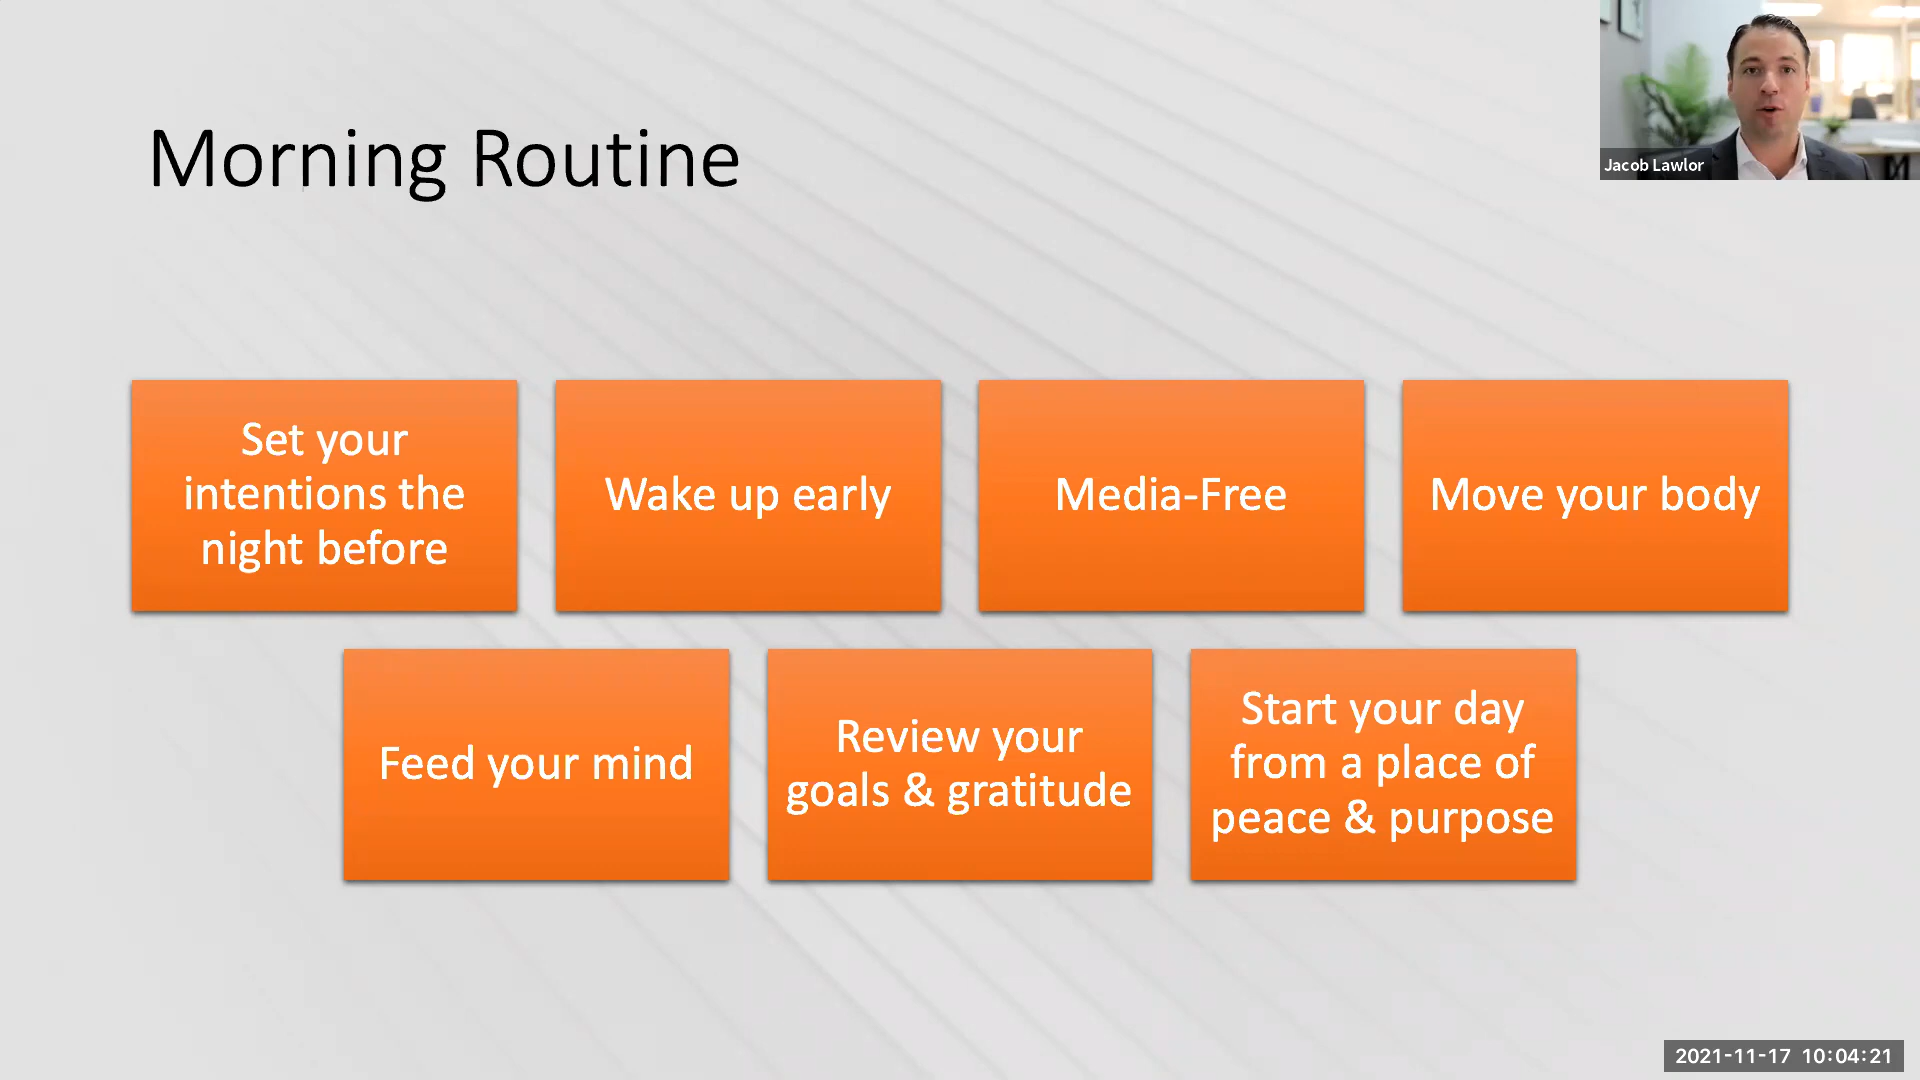 Morning Routine
Jacob Lawlor
Set your
intentions the
night before
Wake up early
Media-Free
Move your body
Feed your mind
Review your
goals & gratitude
Start your day
from a place of
peace & purpose
2021-11-17 10:04:21